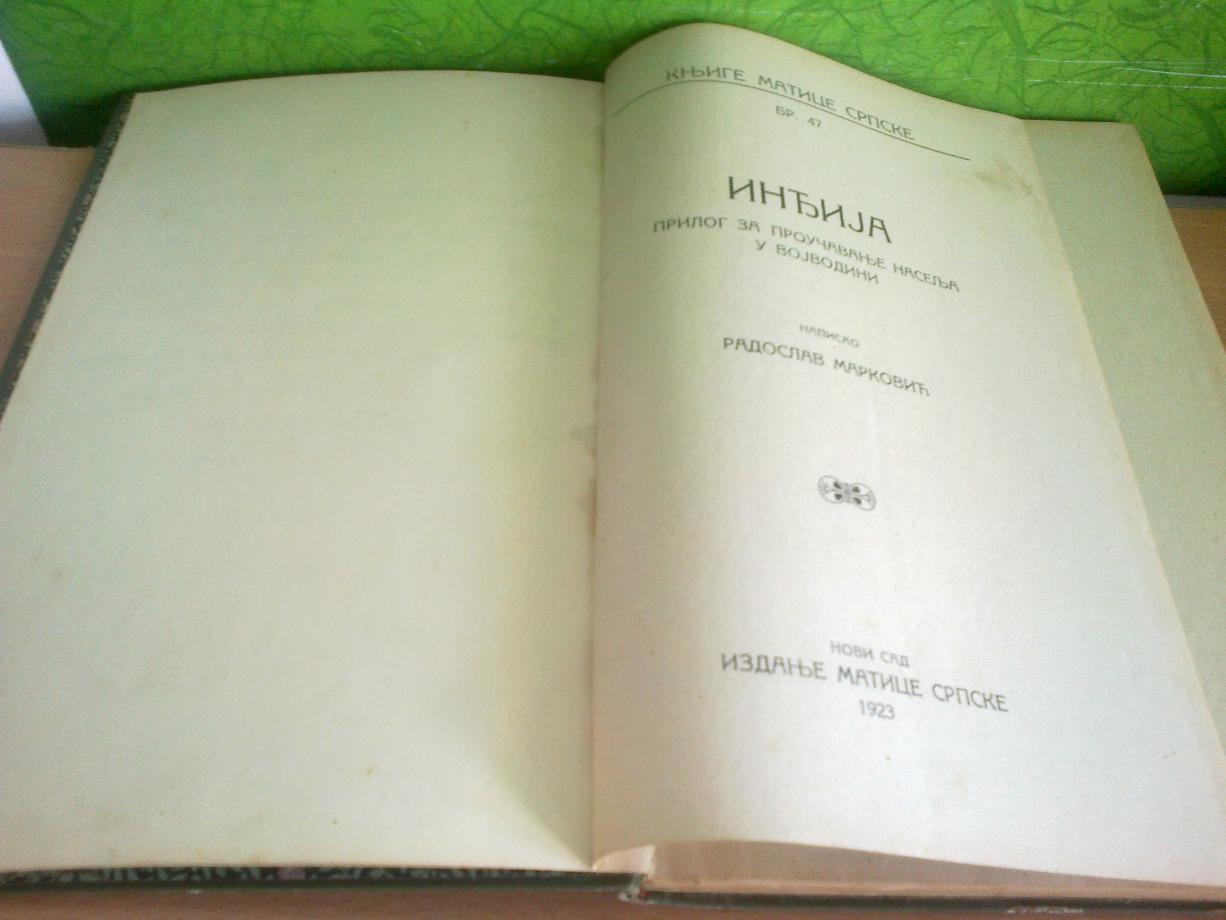 КЊИГЕ МАТИЦЕ СРПСКЕ
БР. 47
ИНЂИЈА
ПРИЛОГ ЗА ПРОУЧАВАЊЕ НАСЕЉА
У ВОЈВОДИНИ
НАПИСАО
РАДОСЛАВ МАРКОВИЋ
НОВИ САД
ИЗДАЊЕ МАТИЦЕ СРПСКЕ
1923